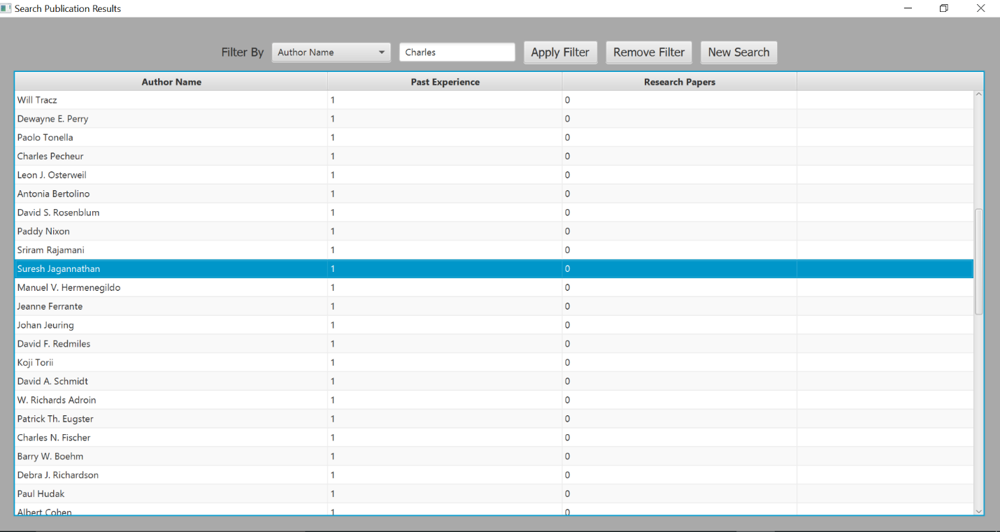 Search Publication Results
Filter By Author Name Charles Apply Filter Remove Filter New Search
Author Name Past Experience Research Papers
Will Tracz 1 0
Dewayne E. Perry 1 0
Paolo Tonella 1 0
Charles Pecheur 1 0
Leon J. Osterweil 1 0
Antonia Bertolino 1 0
David S. Rosenblum 1 0
Paddy Nixon 1 0
Sriram Rajamani 1 0
Suresh Jagannathan 1 0
Manuel V. Hermenegildo 1 0
Jeanne Ferrante 1 0
Johan Jeuring 1 0
David F. Redmiles 1 0
Koji Torii 1 0
David A. Schmidt 1 0
W. Richards Adroin 1 0
Patrick Th. Eugster 1 0
Charles N. Fischer 1 0
Barry W. Boehm 1 0
Debra J. Richardson 1 0
Paul Hudak 1 0
Albert Cohen 1 0